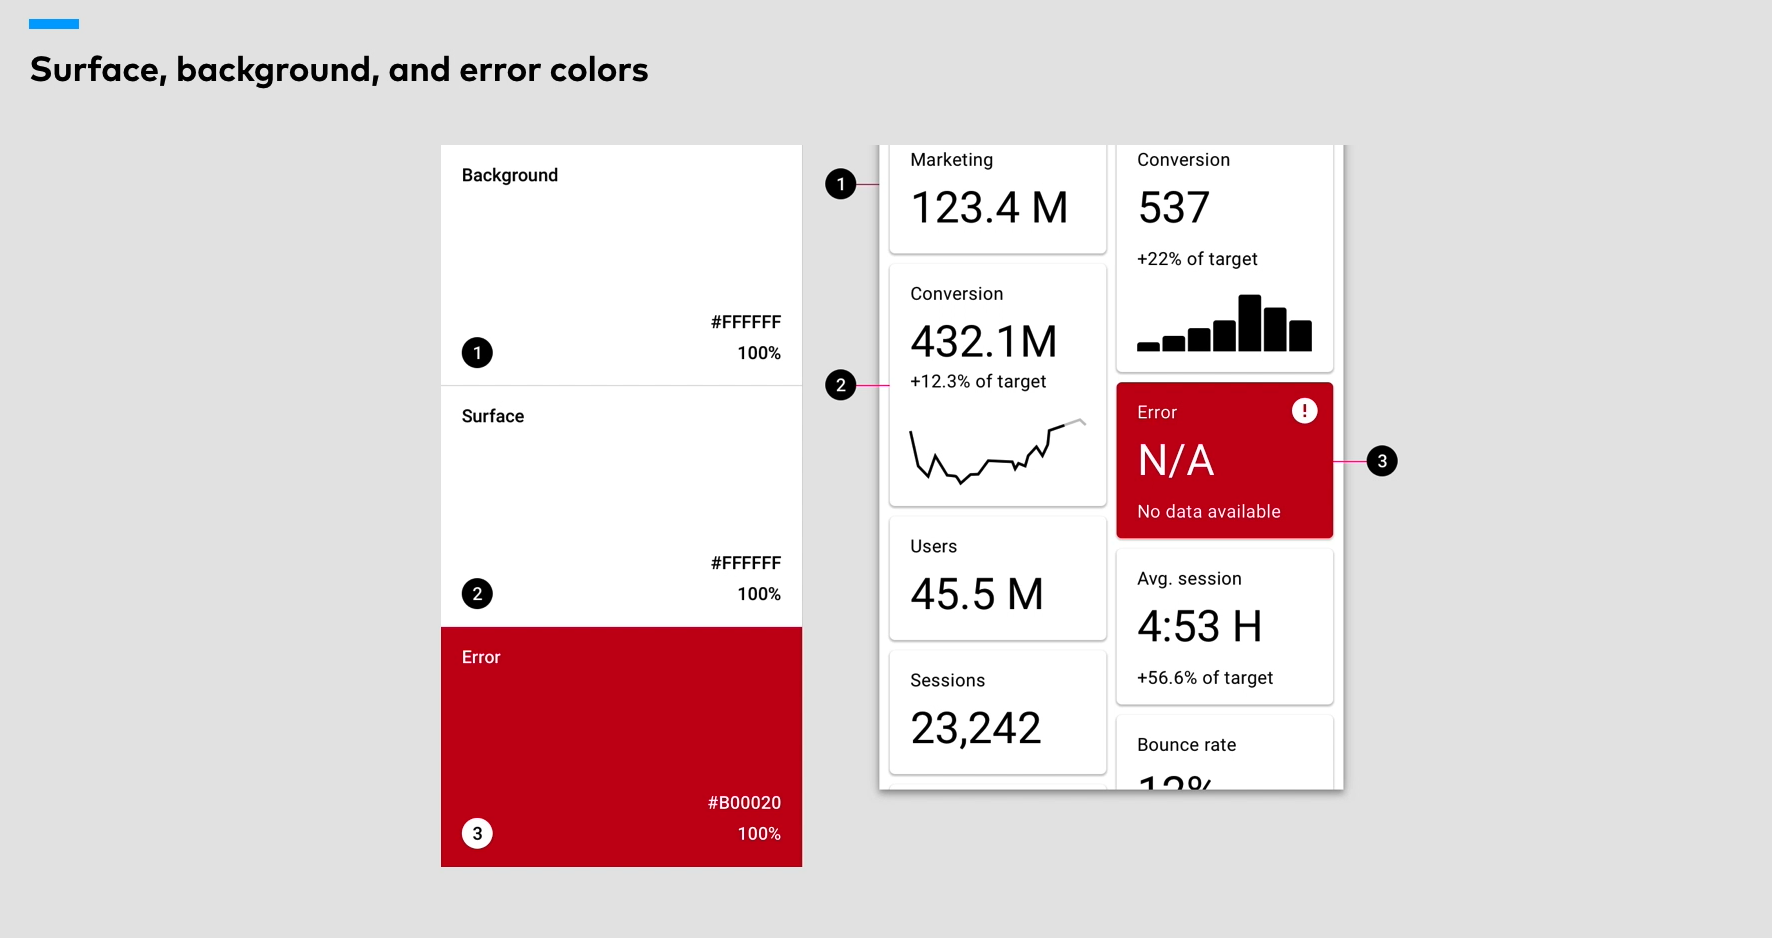 Surface, background, and error colors
Background
#FFFFFF
1
100%
Surface
#FFFFFF
2
100%
Error
#B00020
3
100%
1
2
3
Marketing
123.4 M
Conversion
432.1M
+12.3% of target
Users
45.5 M
Sessions
23,242
Conversion
537
+22% of target
Error
!
N/A
No data available
Avg. session
4:53 H
+56.6% of target
Bounce rate
12%